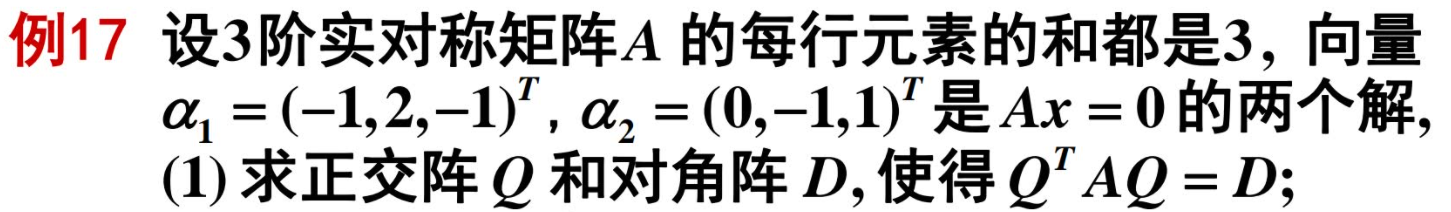 例17 设3阶实对称矩阵A 的每行元素的和都是3, 向量
α₁ = (−1,2,−1)ᵀ, α₂ = (0,−1,1)ᵀ 是 Ax = 0 的两个解,
(1) 求正交阵 Q 和对角阵 D, 使得 QᵀAQ = D;